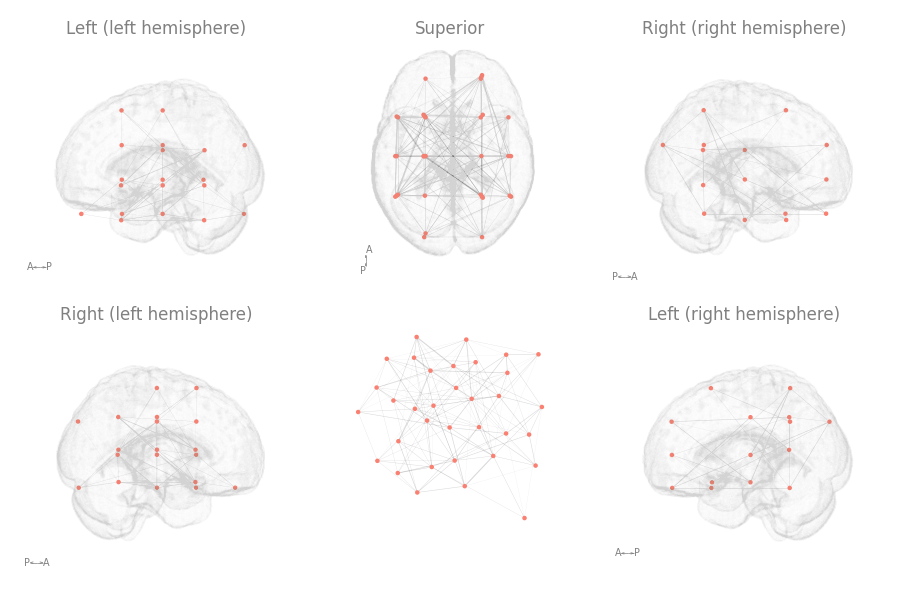 Left (left hemisphere)
Superior
Right (right hemisphere)
A
P
A P
P A
Right (left hemisphere)
Left (right hemisphere)
P A
A P